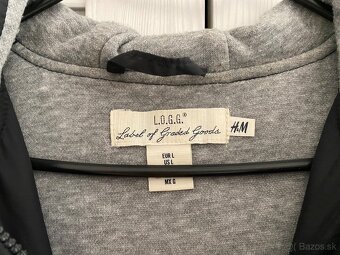 L.O.G.G.®
Label of Graded Goods
H&M
EUR L
US L
MX G
© Bazos.sk